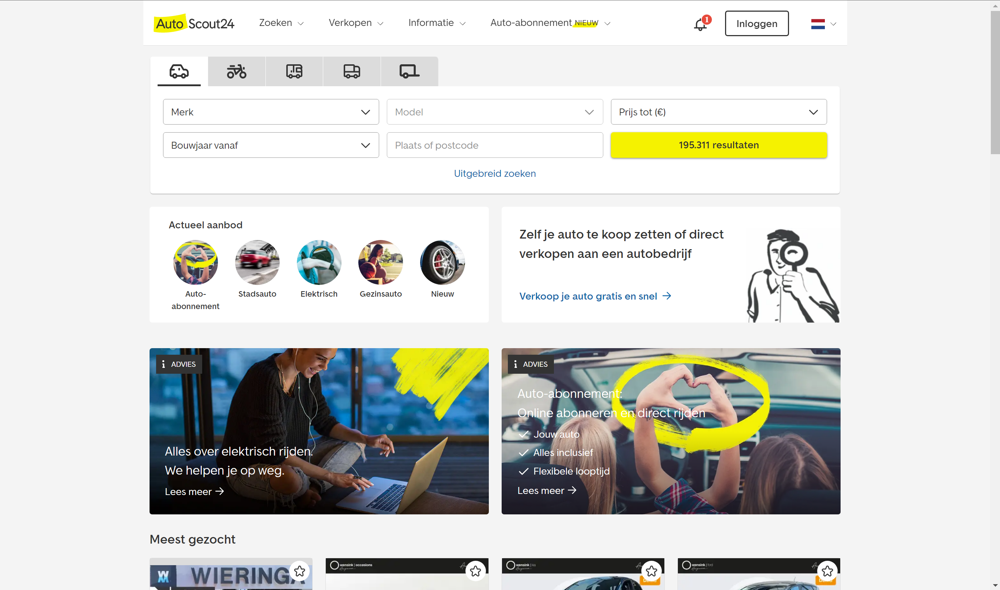 AutoScout24
Zoeken
Verkopen
Informatie
Auto-abonnement NIEUW
1
Inloggen
Merk
Model
Prijs tot (€)
Bouwjaar vanaf
Plaats of postcode
195.311 resultaten
Uitgebreid zoeken
Actueel aanbod
Auto-
abonnement
Stadsauto
Elektrisch
Gezinsauto
Nieuw
Zelf je auto te koop zetten of direct
verkopen aan een autobedrijf
Verkoop je auto gratis en snel
ADVIES
Alles over elektrisch rijden.
We helpen je op weg.
Lees meer
ADVIES
Auto-abonnement:
Online abonneren en direct rijden
Jouw auto
Alles inclusief
Flexibele looptijd
Lees meer
Meest gezocht
WIERINGA
wensink | occasions
wensink | kia
Demo
wensink | ford
Demo